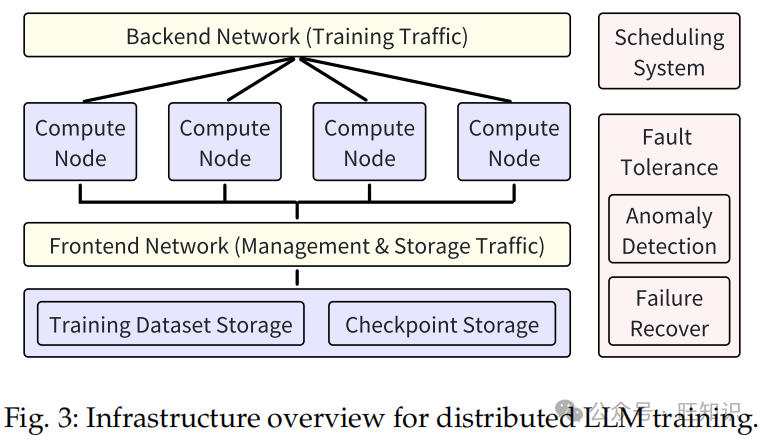 Backend Network (Training Traffic)
Scheduling
System
Compute
Node
Compute
Node
Compute
Node
Compute
Node
Fault
Tolerance
Anomaly
Detection
Failure
Recover
Frontend Network (Management & Storage Traffic)
Training Dataset Storage
Checkpoint Storage
Fig. 3: Infrastructure overview for distributed LLM training.
公众号 · 旺知识